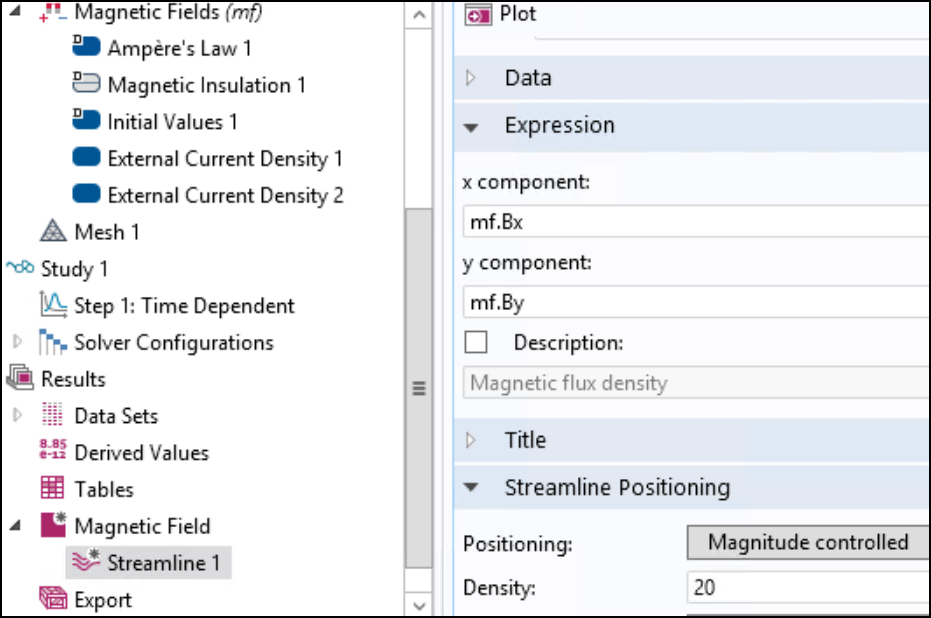 Magnetic Fields (mf)
Ampère's Law 1
Magnetic Insulation 1
Initial Values 1
External Current Density 1
External Current Density 2
Mesh 1
Study 1
Step 1: Time Dependent
Solver Configurations
Results
Data Sets
8.85
e-12
Derived Values
Tables
Magnetic Field
Streamline 1
Export
Plot
Data
Expression
x component:
mf.Bx
y component:
mf.By
Description:
Magnetic flux density
Title
Streamline Positioning
Positioning: Magnitude controlled
Density: 20